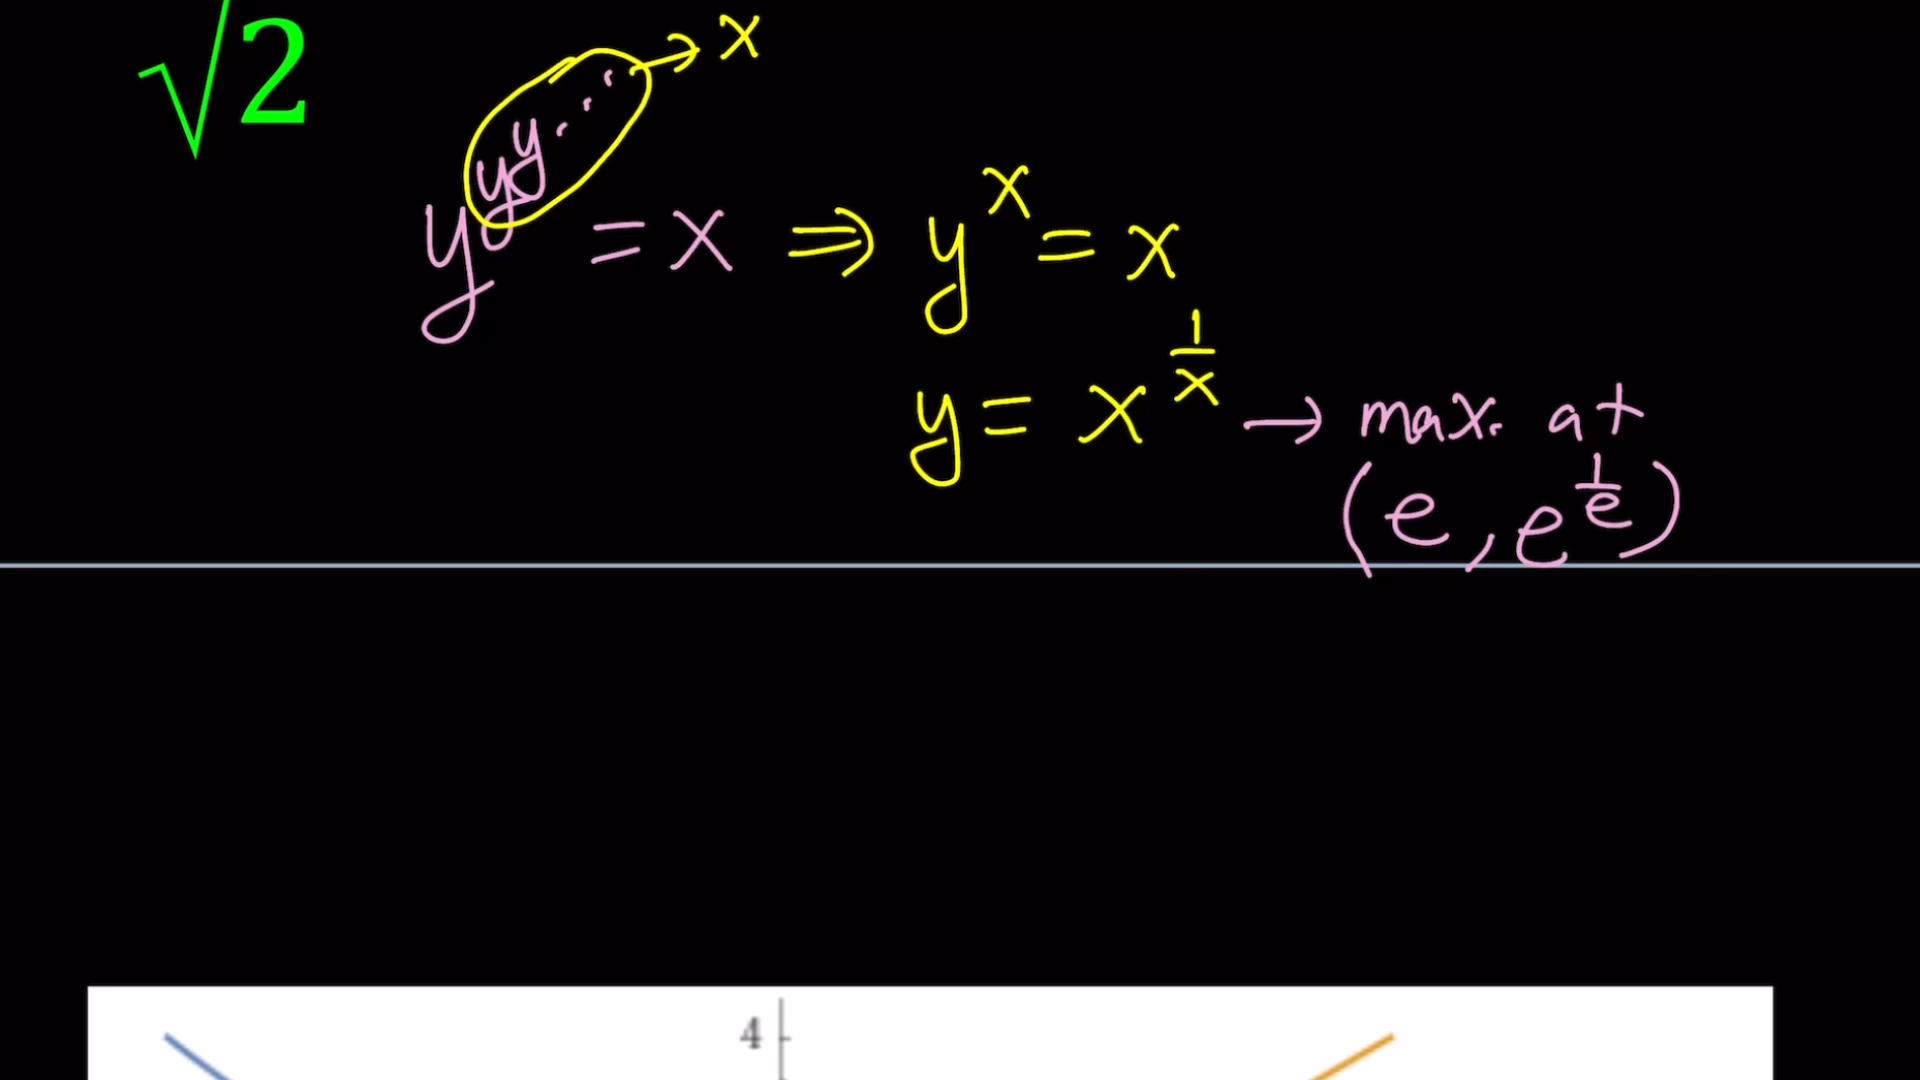 √2
→ x
y^y^y^... = x ⇒ y^x = x
y = x^(1/x) → max. at
(e, e^(1/e))
4